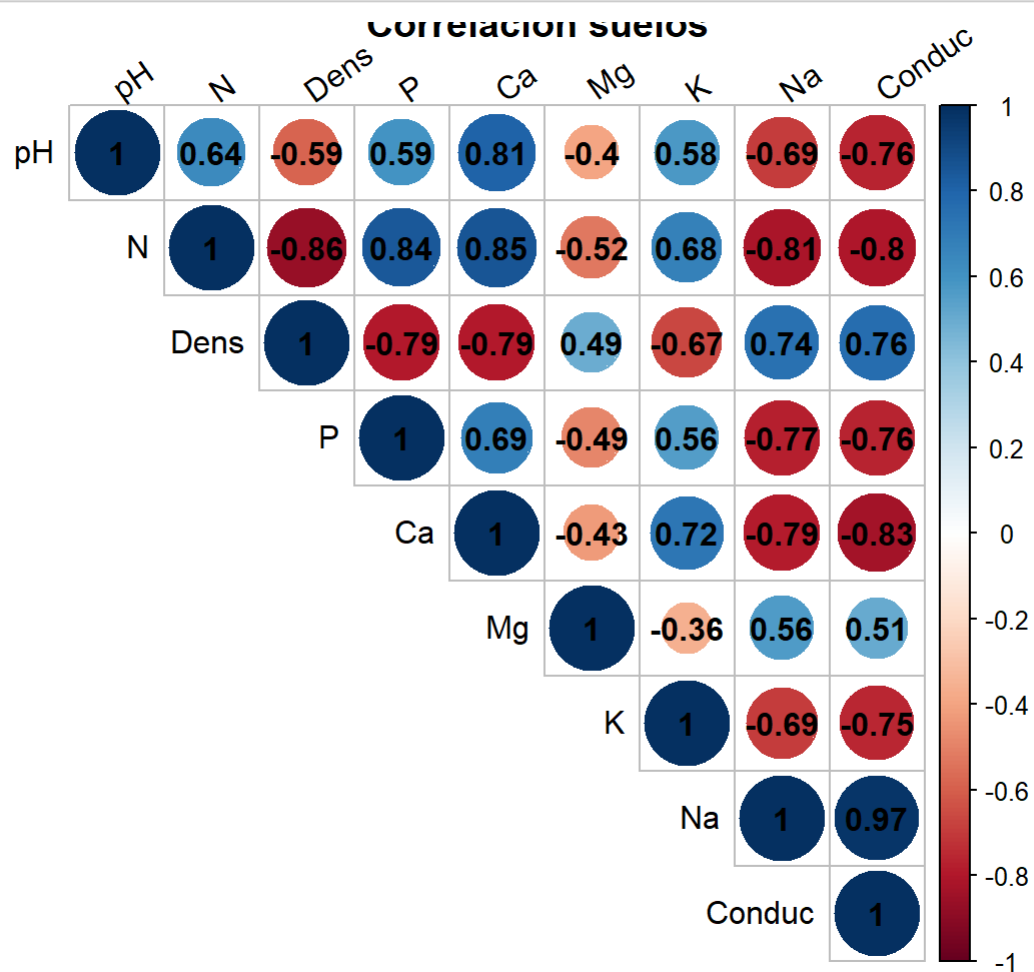 Correlación suelos
pH N Dens P Ca Mg K Na Conduc
pH 1 0.64 -0.59 0.59 0.81 -0.4 0.58 -0.69 -0.76
N 1 -0.86 0.84 0.85 -0.52 0.68 -0.81 -0.8
Dens 1 -0.79 -0.79 0.49 -0.67 0.74 0.76
P 1 0.69 -0.49 0.56 -0.77 -0.76
Ca 1 -0.43 0.72 -0.79 -0.83
Mg 1 -0.36 0.56 0.51
K 1 -0.69 -0.75
Na 1 0.97
Conduc 1
1
0.8
0.6
0.4
0.2
0
-0.2
-0.4
-0.6
-0.8
-1